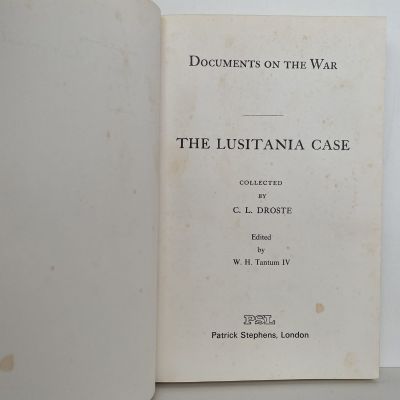 DOCUMENTS ON THE WAR
THE LUSITANIA CASE
COLLECTED
BY
C. L. DROSTE
Edited
by
W. H. Tantum IV
PSL
Patrick Stephens, London